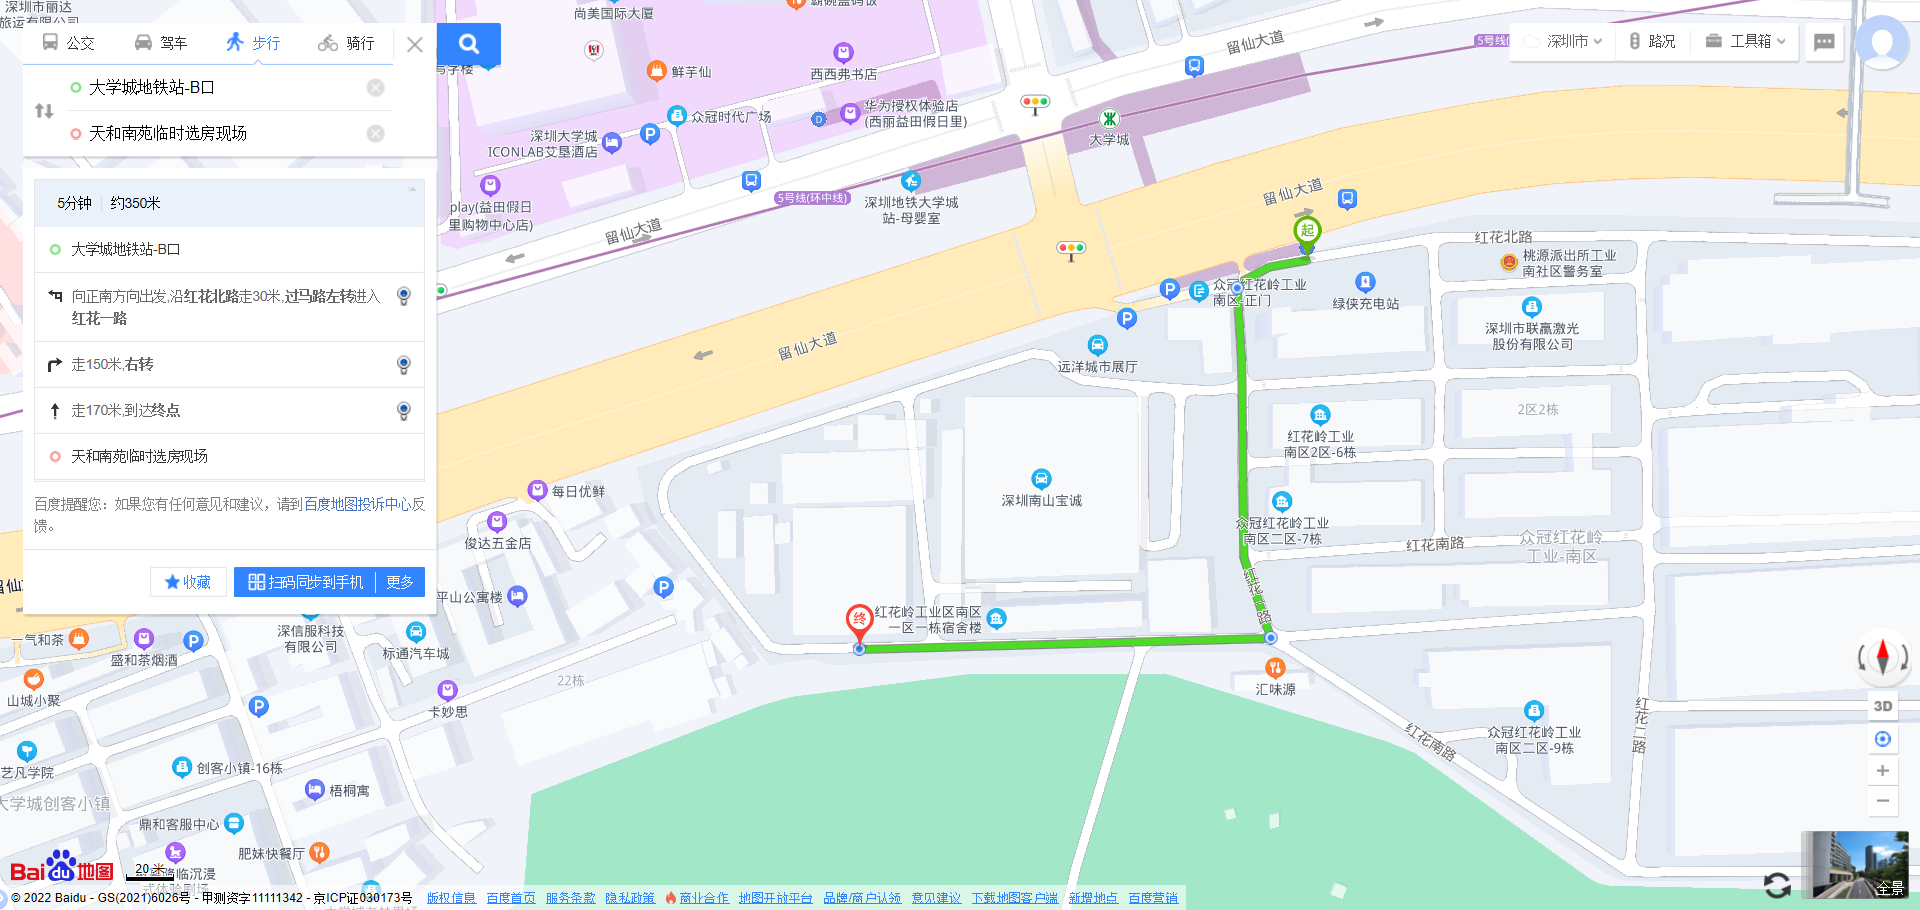 公交
驾车
步行
骑行
大学城地铁站-B口
天和南苑临时选房现场
5分钟
约350米
大学城地铁站-B口
向正南方向出发,沿红花北路走30米,过马路左转进入
红花一路
走150米,右转
走170米,到达终点
天和南苑临时选房现场
百度提醒您：如果您有任何意见和建议，请到百度地图投诉中心反
馈。
收藏
扫码同步到手机
更多
深圳市丽达
尚美国际大厦
鲜芋仙
西西弗书店
众冠时代广场
华为授权体验店
(西丽益田假日里)
深圳大学城
ICONLAB艾垦酒店
play(益田假日
里购物中心店)
5号线(环中线)
深圳地铁大学城
站-母婴室
留仙大道
留仙大道
留仙大道
留仙大道
大学城
5号线(
深圳市
路况
工具箱
起
红花北路
桃源派出所工业
南社区警务室
众冠红花岭工业
南区-正门
绿侠充电站
深圳市联赢激光
股份有限公司
远洋城市展厅
2区2栋
红花岭工业
南区2区-6栋
深圳南山宝诚
众冠红花岭工业
南区二区-7栋
红花南路
众冠红花岭
工业-南区
每日优鲜
俊达五金店
平山公寓楼
红花岭工业区南区
一区一栋宿舍楼
终
汇味源
22栋
卡妙思
标通汽车城
深信服科技
有限公司
一气和茶
盛和茶烟酒
山城小聚
艺凡学院
创客小镇-16栋
大学城创客小镇
梧桐寓
鼎和客服中心
肥妹快餐厅
红花南路
红花二路
众冠红花岭工业
南区二区-9栋
3D
全景
Bai du 地图
20 米
© 2022 Baidu - GS(2021)6026号 - 甲测资字11111342 - 京ICP证030173号
版权信息
百度首页
服务条款
隐私政策
商业合作
地图开放平台
品牌/商户认领
意见建议
下载地图客户端
新增地点
百度营销